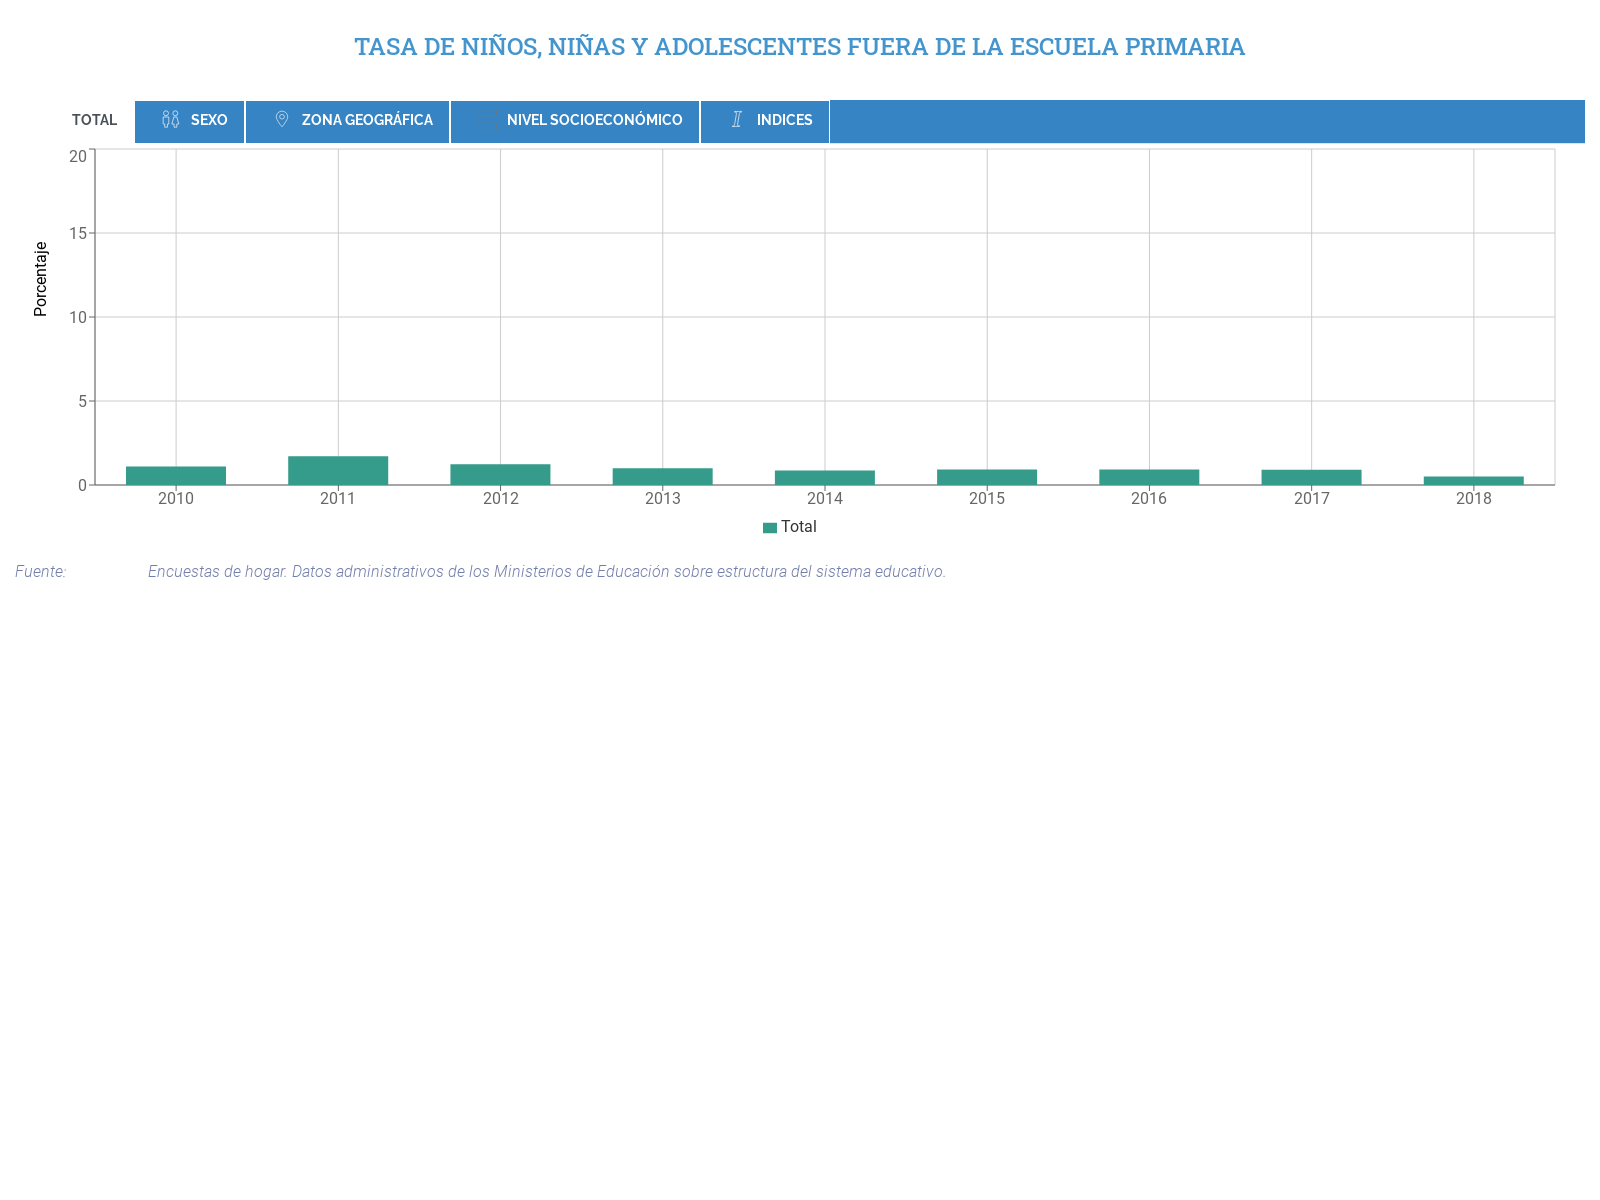 TASA DE NIÑOS, NIÑAS Y ADOLESCENTES FUERA DE LA ESCUELA PRIMARIA
TOTAL SEXO ZONA GEOGRÁFICA NIVEL SOCIOECONÓMICO INDICES
20
15
10
5
0
Porcentaje
2010 2011 2012 2013 2014 2015 2016 2017 2018
Total
Fuente: Encuestas de hogar. Datos administrativos de los Ministerios de Educación sobre estructura del sistema educativo.